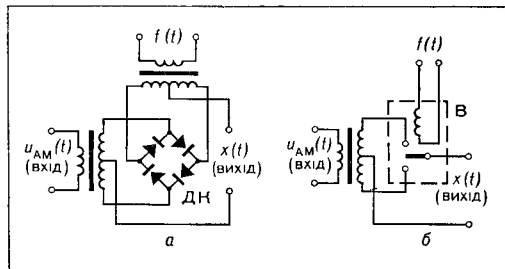 f(t)
u_AM(t)
(ВХІД)
ДК
x(t)
(ВИХІД)
а
f(t)
В
u_AM(t)
(ВХІД)
x(t)
(ВИХІД)
б